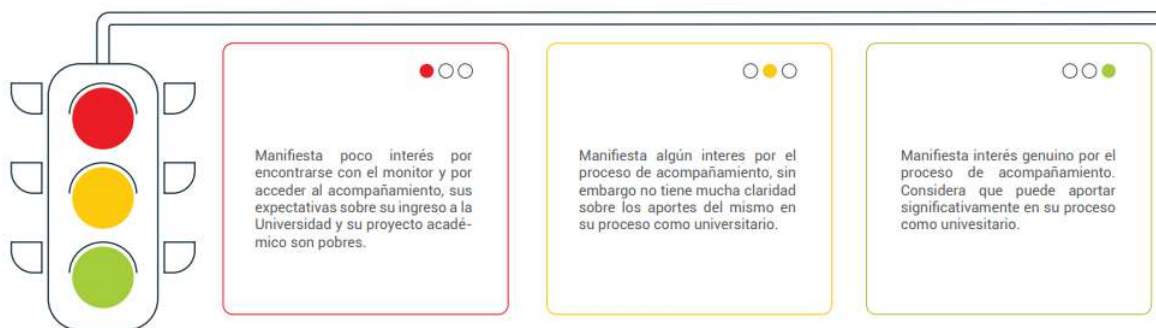 Manifiesta poco interés por
encontrarse con el monitor y por
acceder al acompañamiento, sus
expectativas sobre su ingreso a la
Universidad y su proyecto acadé-
mico son pobres.
Manifiesta algún interes por el
proceso de acompañamiento, sin
embargo no tiene mucha claridad
sobre los aportes del mismo en
su proceso como universitario.
Manifiesta interés genuino por el
proceso de acompañamiento.
Considera que puede aportar
significativamente en su proceso
como univesitario.